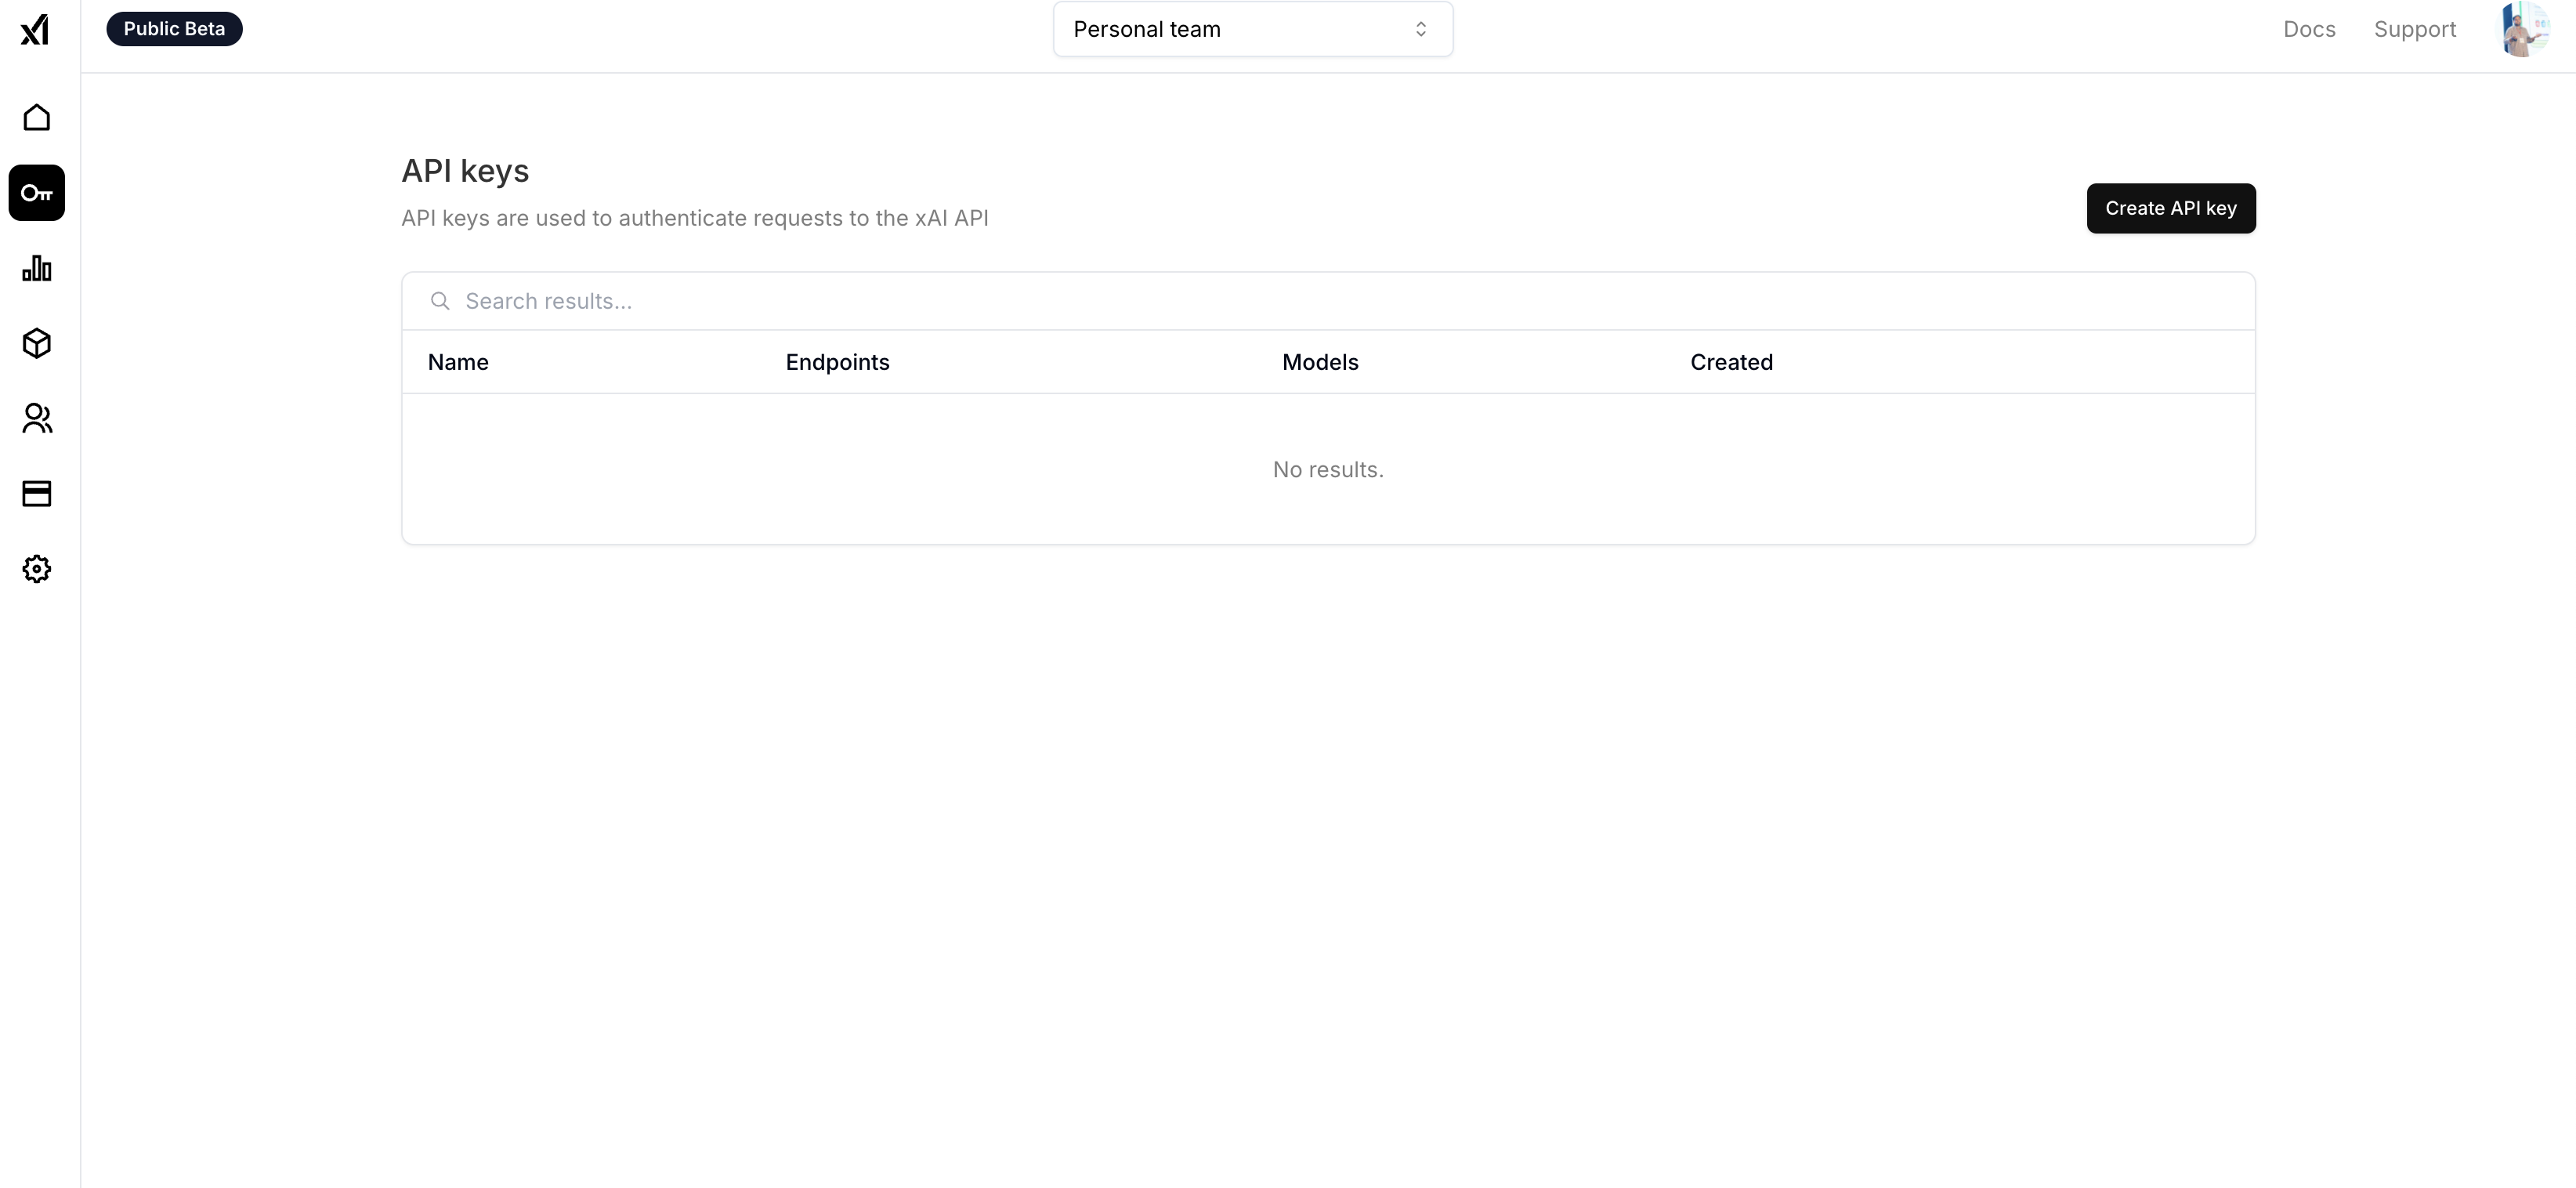 xI
Public Beta
Personal team
Docs
Support
API keys
API keys are used to authenticate requests to the xAI API
Create API key
Search results...
Name
Endpoints
Models
Created
No results.